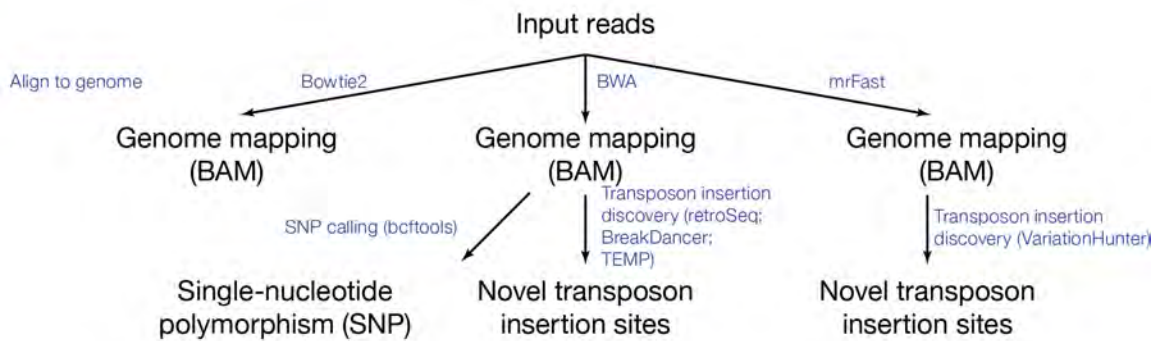 Input reads
Align to genome
Bowtie2
BWA
mrFast
Genome mapping
(BAM)
Genome mapping
(BAM)
Genome mapping
(BAM)
SNP calling (bcftools)
Transposon insertion
discovery (retroSeq;
BreakDancer;
TEMP)
Transposon insertion
discovery (VariationHunter)
Single-nucleotide
polymorphism (SNP)
Novel transposon
insertion sites
Novel transposon
insertion sites